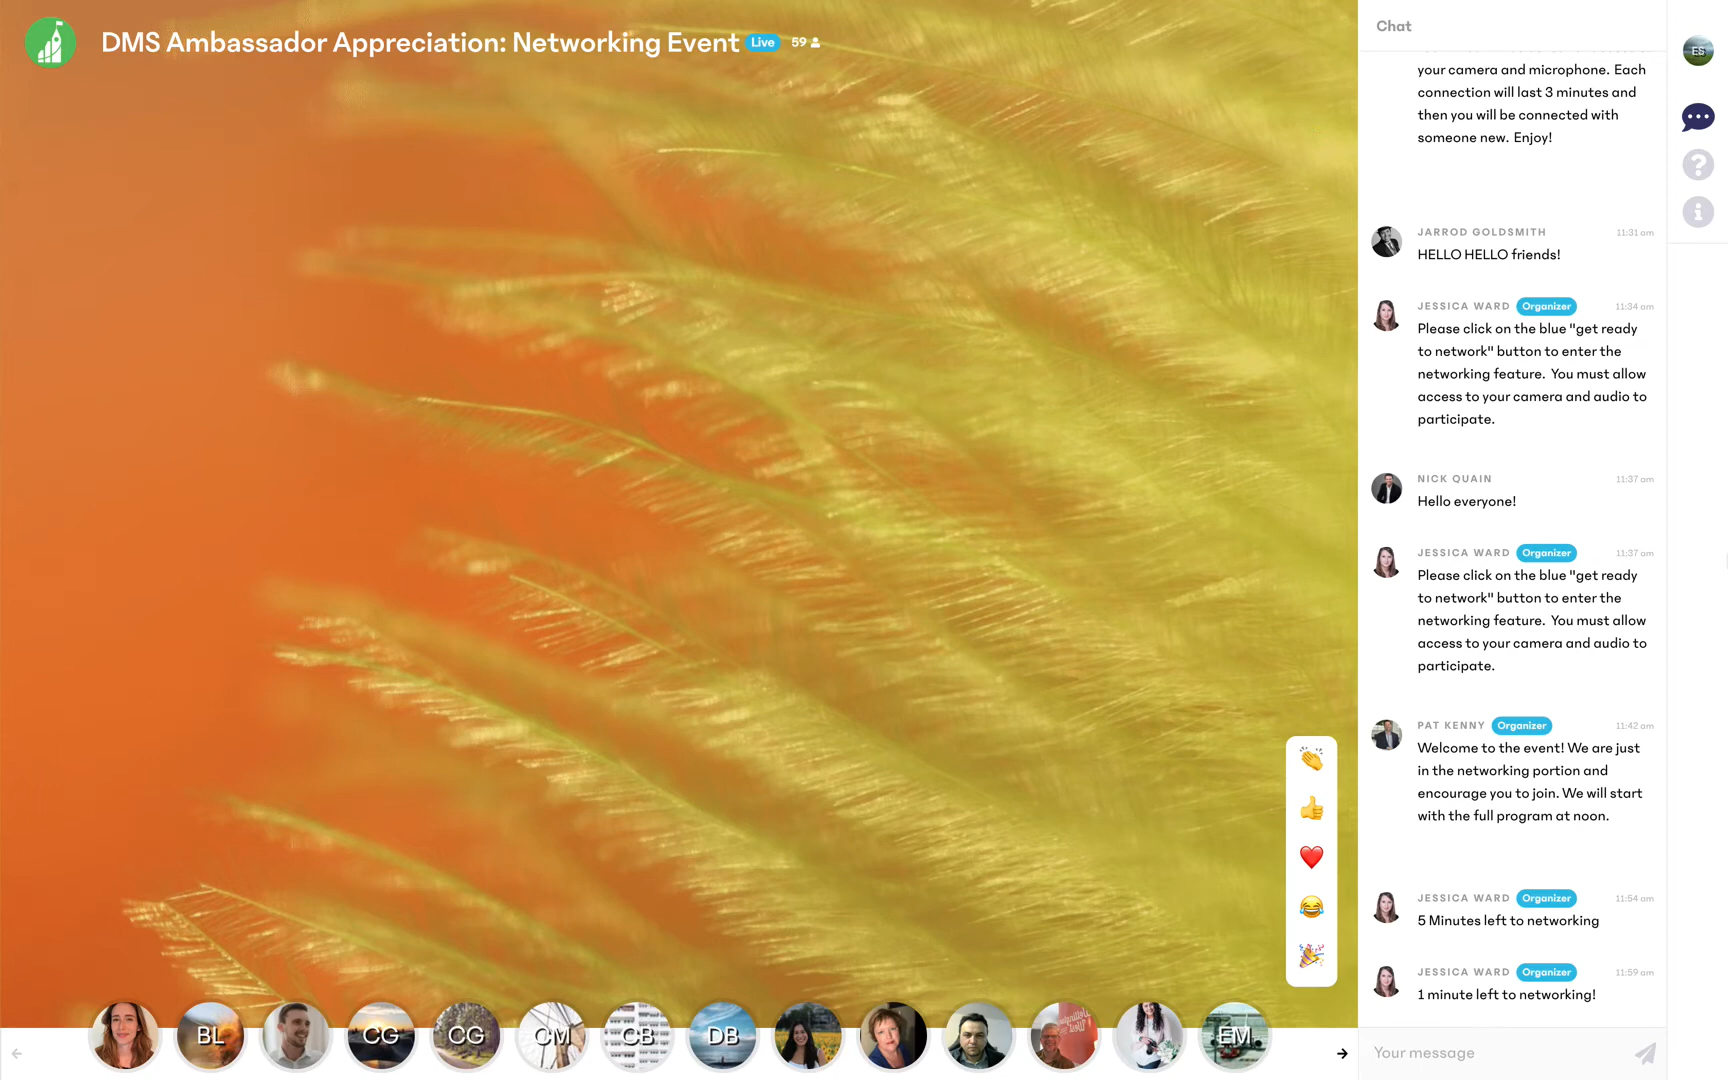 DMS Ambassador Appreciation: Networking Event Live 59
Chat
your camera and microphone. Each
connection will last 3 minutes and
then you will be connected with
someone new. Enjoy!
JARROD GOLDSMITH 11:31 am
HELLO HELLO friends!
JESSICA WARD Organizer 11:34 am
Please click on the blue "get ready
to network" button to enter the
networking feature. You must allow
access to your camera and audio to
participate.
NICK QUAIN 11:37 am
Hello everyone!
JESSICA WARD Organizer 11:37 am
Please click on the blue "get ready
to network" button to enter the
networking feature. You must allow
access to your camera and audio to
participate.
PAT KENNY Organizer 11:42 am
Welcome to the event! We are just
in the networking portion and
encourage you to join. We will start
with the full program at noon.
JESSICA WARD Organizer 11:54 am
5 Minutes left to networking
JESSICA WARD Organizer 11:59 am
1 minute left to networking!
Your message
ES
BL CG CG CM CB DB EM